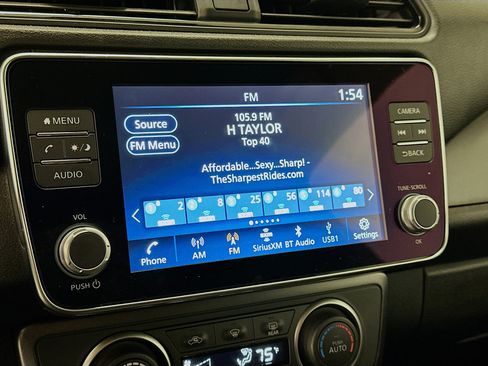 FM
1:54
MENU
AUDIO
VOL
PUSH
Source
FM Menu
105.9 FM
H TAYLOR
Top 40
Affordable...Sexy...Sharp! -
TheSharpestRides.com
2 8 25 56 114 80
Phone AM FM SiriusXM BT Audio USB1 Settings
CAMERA
BACK
TUNE-SCROLL
OK
REAR
75°
PUSH
AUTO